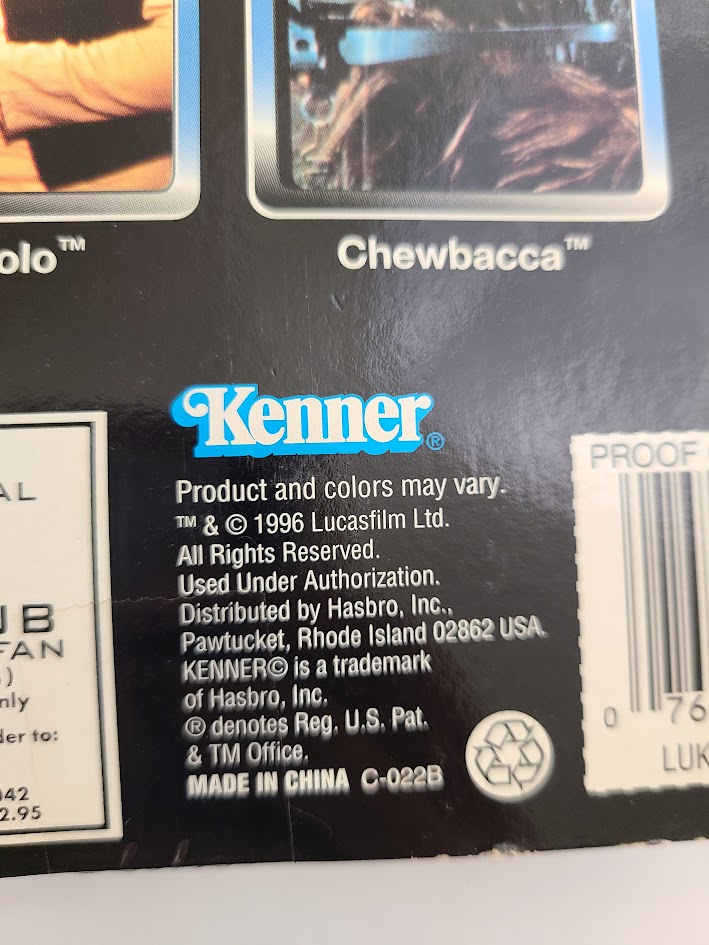 olo™
Chewbacca™
Kenner®
Product and colors may vary.
™ & © 1996 Lucasfilm Ltd.
All Rights Reserved.
Used Under Authorization.
Distributed by Hasbro, Inc.,
Pawtucket, Rhode Island 02862 USA.
KENNER© is a trademark
of Hasbro, Inc.
® denotes Reg. U.S. Pat.
& TM Office.
MADE IN CHINA C-022B
AL
UB
FAN
)
nly
der to:
042
2.95
PROOF
0 76
LUK